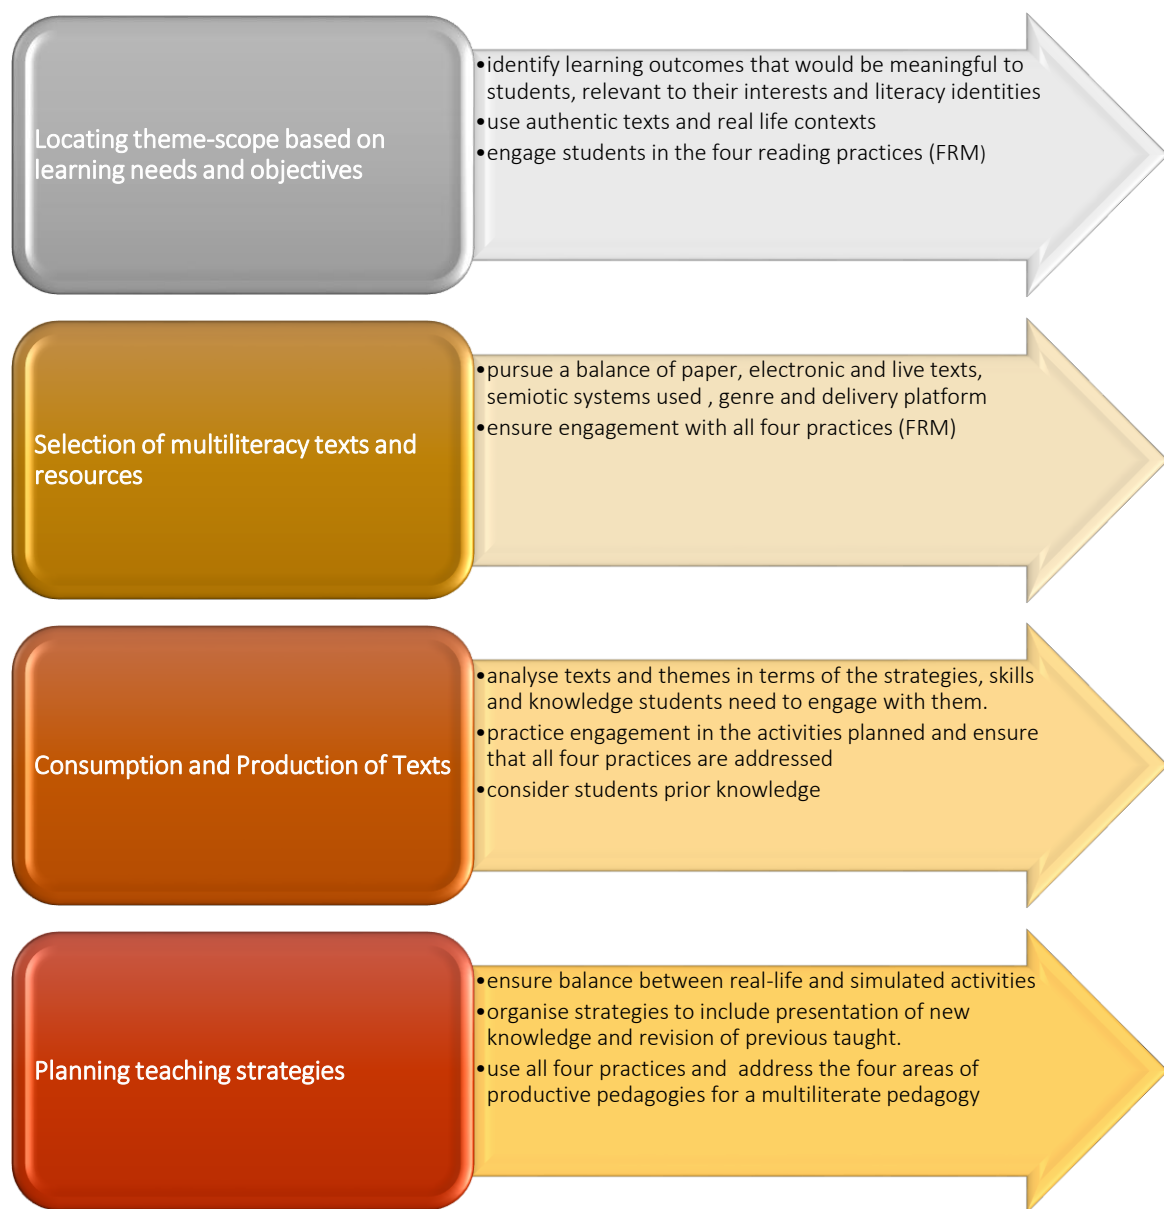 Locating theme-scope based on
learning needs and objectives
•identify learning outcomes that would be meaningful to
students, relevant to their interests and literacy identities
•use authentic texts and real life contexts
•engage students in the four reading practices (FRM)
Selection of multiliteracy texts and
resources
•pursue a balance of paper, electronic and live texts,
semiotic systems used , genre and delivery platform
•ensure engagement with all four practices (FRM)
Consumption and Production of Texts
•analyse texts and themes in terms of the strategies, skills
and knowledge students need to engage with them.
•practice engagement in the activities planned and ensure
that all four practices are addressed
•consider students prior knowledge
Planning teaching strategies
•ensure balance between real-life and simulated activities
•organise strategies to include presentation of new
knowledge and revision of previous taught.
•use all four practices and  address the four areas of
productive pedagogies for a multiliterate pedagogy